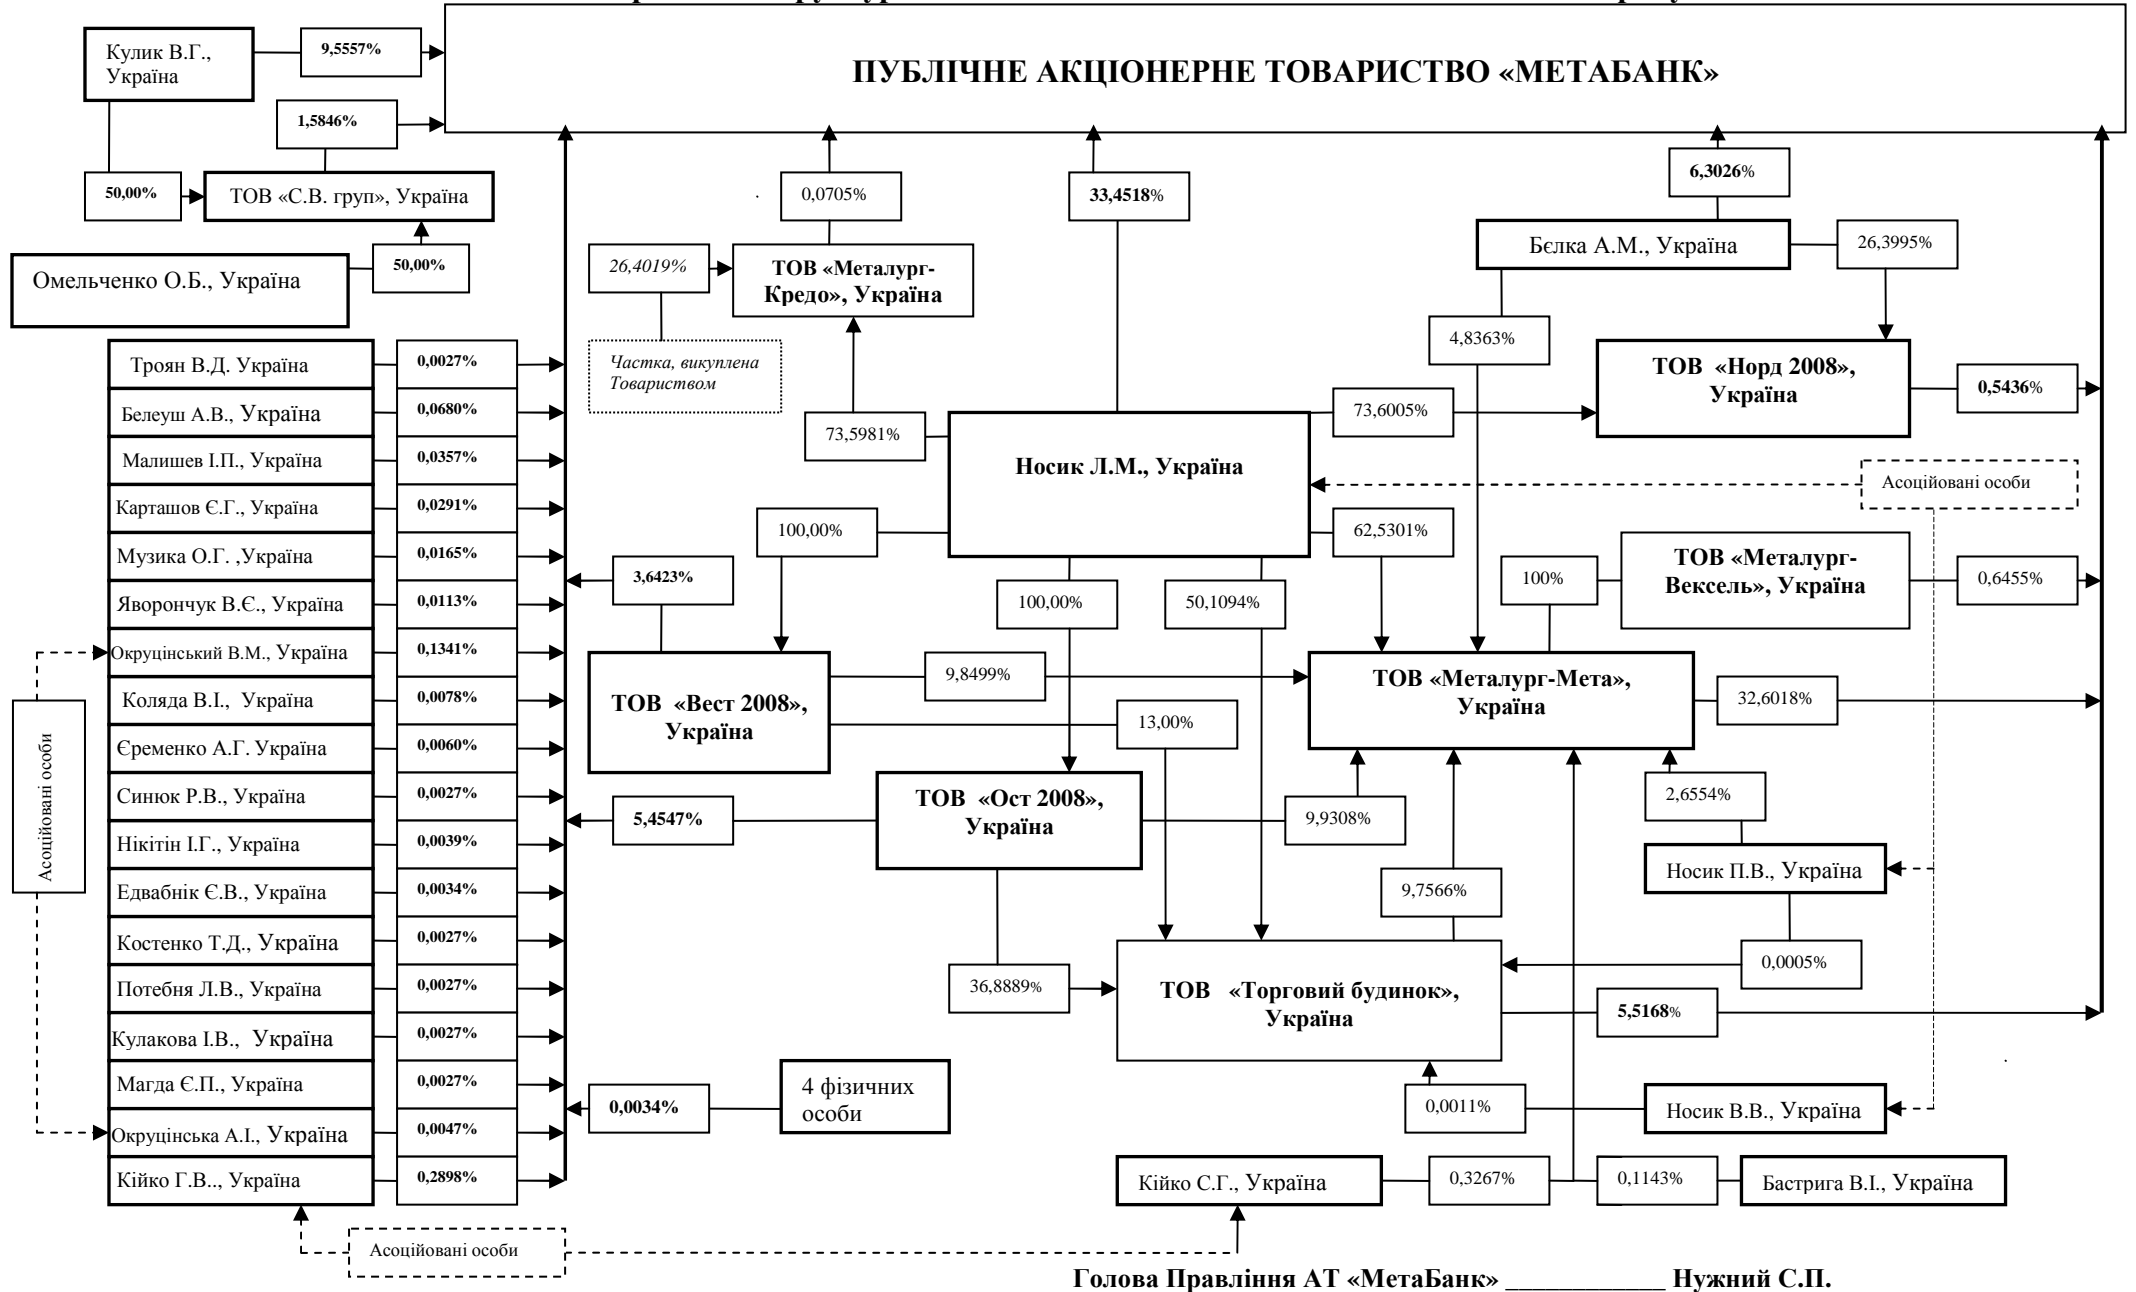 ПУБЛІЧНЕ АКЦІОНЕРНЕ ТОВАРИСТВО «МЕТАБАНК»
Кулик В.Г.,
Україна
9,5557%
1,5846%
50,00%
ТОВ «С.В. груп», Україна
Омельченко О.Б., Україна
50,00%
0,0705%
33,4518%
6,3026%
26,4019%
ТОВ «Металург-
Кредо», Україна
Бєлка А.М., Україна
26,3995%
Частка, викуплена
Товариством
4,8363%
ТОВ «Норд 2008»,
Україна
0,5436%
73,5981%
Носик Л.М., Україна
73,6005%
Асоційовані особи
100,00%
62,5301%
3,6423%
100,00%
50,1094%
100%
ТОВ «Металург-
Вексель», Україна
0,6455%
ТОВ «Вест 2008»,
Україна
9,8499%
13,00%
ТОВ «Металург-Мета»,
Україна
32,6018%
5,4547%
ТОВ «Ост 2008»,
Україна
9,9308%
2,6554%
Носик П.В., Україна
9,7566%
0,0005%
36,8889%
ТОВ «Торговий будинок»,
Україна
5,5168%
0,0034%
4 фізичних
особи
0,0011%
Носик В.В., Україна
Кійко С.Г., Україна
0,3267%
0,1143%
Бастрига В.І., Україна
Троян В.Д. Україна 0,0027%
Белеуш А.В., Україна 0,0680%
Малишев І.П., Україна 0,0357%
Карташов Є.Г., Україна 0,0291%
Музика О.Г. ,Україна 0,0165%
Яворончук В.Є., Україна 0,0113%
Окруцінський В.М., Україна 0,1341%
Коляда В.І., Україна 0,0078%
Єременко А.Г. Україна 0,0060%
Синюк Р.В., Україна 0,0027%
Нікітін І.Г., Україна 0,0039%
Едвабнік Є.В., Україна 0,0034%
Костенко Т.Д., Україна 0,0027%
Потебня Л.В., Україна 0,0027%
Кулакова І.В., Україна 0,0027%
Магда Є.П., Україна 0,0027%
Окруцінська А.І., Україна 0,0047%
Кійко Г.В.., Україна 0,2898%
Асоційовані особи
Асоційовані особи
Голова Правління АТ «МетаБанк» ____________ Нужний С.П.